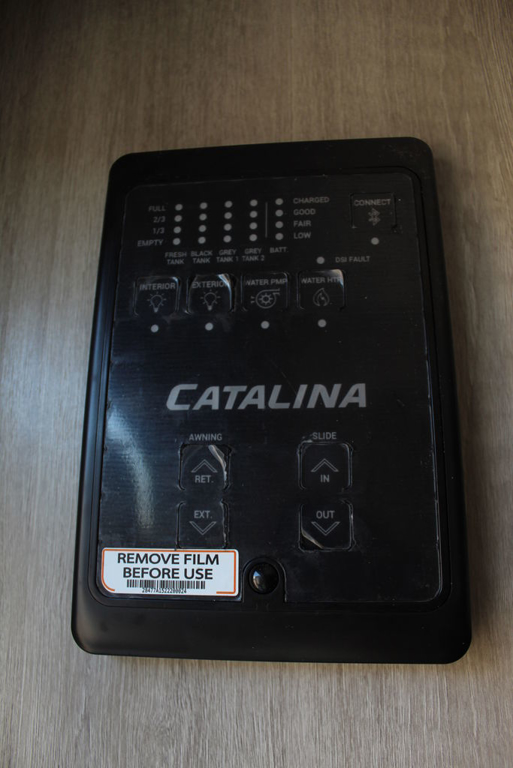 FULL
2/3
1/3
EMPTY
CHARGED
GOOD
FAIR
LOW
CONNECT
FRESH TANK
BLACK TANK
GREY TANK 1
GREY TANK 2
BATT
DSI FAULT
INTERIOR
EXTERIOR
WATER PMP
WATER HTR
CATALINA
AWNING
SLIDE
RET.
IN
EXT.
OUT
REMOVE FILM
BEFORE USE